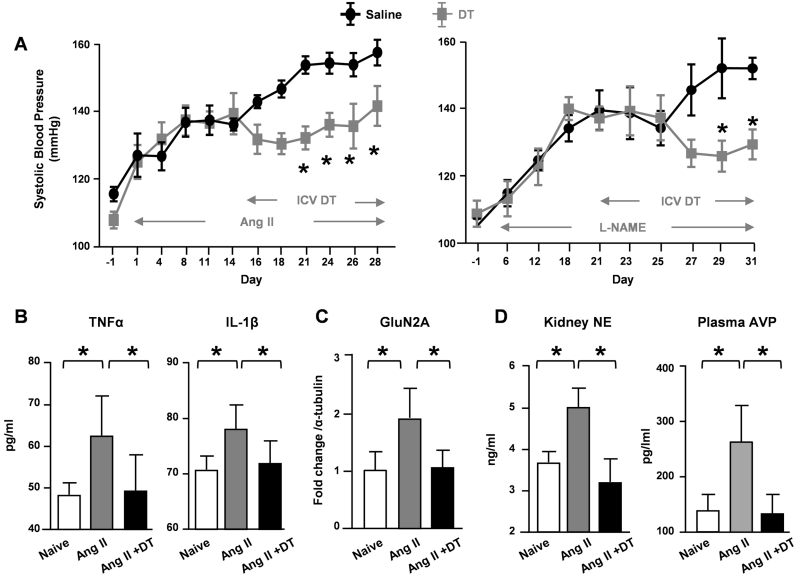 Saline DT
A
Systolic Blood Pressure
(mmHg)
160
140
120
100
* * * *
ICV DT
Ang II
-1 1 4 8 11 14 16 18 21 24 26 28
Day
160
140
120
100
* *
ICV DT
L-NAME
-1 6 12 18 21 23 25 27 29 31
Day
B
TNFα
* *
pg/ml
80
70
60
50
40
Naive Ang II Ang II +DT
IL-1β
* *
90
80
70
60
Naive Ang II Ang II +DT
C
GluN2A
* *
Fold change /α-tubulin
3
2
1
0
Naive Ang II Ang II +DT
D
Kidney NE
* *
ng/ml
6
5
4
3
2
Naive Ang II Ang II +DT
Plasma AVP
* *
pg/lml
400
300
200
100
Naive Ang II Ang II +DT